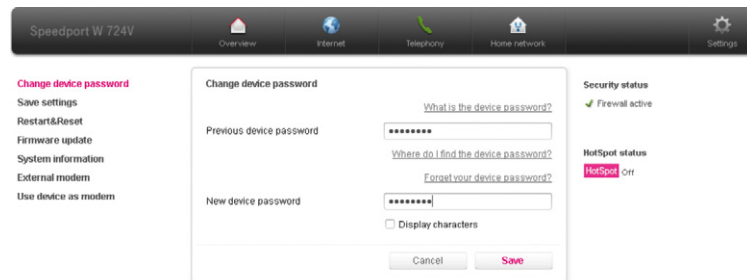 Speedport W 724V
Overview
Internet
Telephony
Home network
Settings
Change device password
Save settings
Restart&Reset
Firmware update
System information
External modem
Use device as modem
Change device password
What is the device password?
Previous device password
••••••••
Where do I find the device password?
Forget your device password?
New device password
••••••••
Display characters
Cancel
Save
Security status
Firewall active
HotSpot status
HotSpot Off